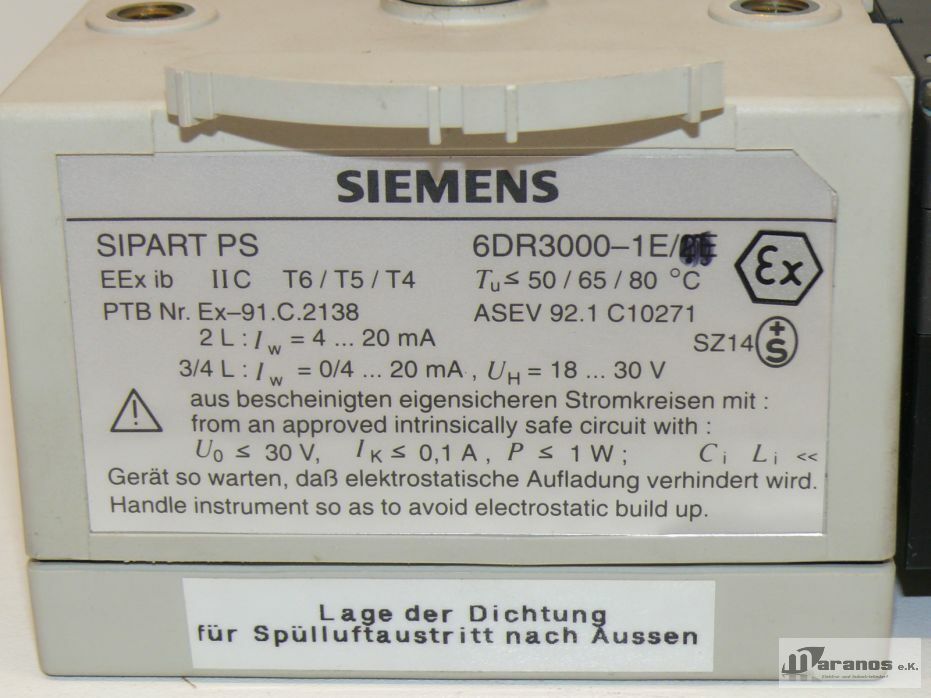 SIEMENS
SIPART PS 6DR3000–1E/
EEx ib IIC T6 / T5 / T4 Tu ≤ 50 / 65 / 80 °C εx
PTB Nr. Ex–91.C.2138 ASEV 92.1 C10271
2 L : Iw = 4 ... 20 mA SZ14 +S
3/4 L : Iw = 0/4 ... 20 mA , UH = 18 ... 30 V
aus bescheinigten eigensicheren Stromkreisen mit :
from an approved intrinsically safe circuit with :
U0 ≤ 30 V, IK ≤ 0,1 A , P ≤ 1 W ; Ci Li <<
Gerät so warten, daß elektrostatische Aufladung verhindert wird.
Handle instrument so as to avoid electrostatic build up.
Lage der Dichtung
für Spülluftaustritt nach Aussen
Maranos e.K.